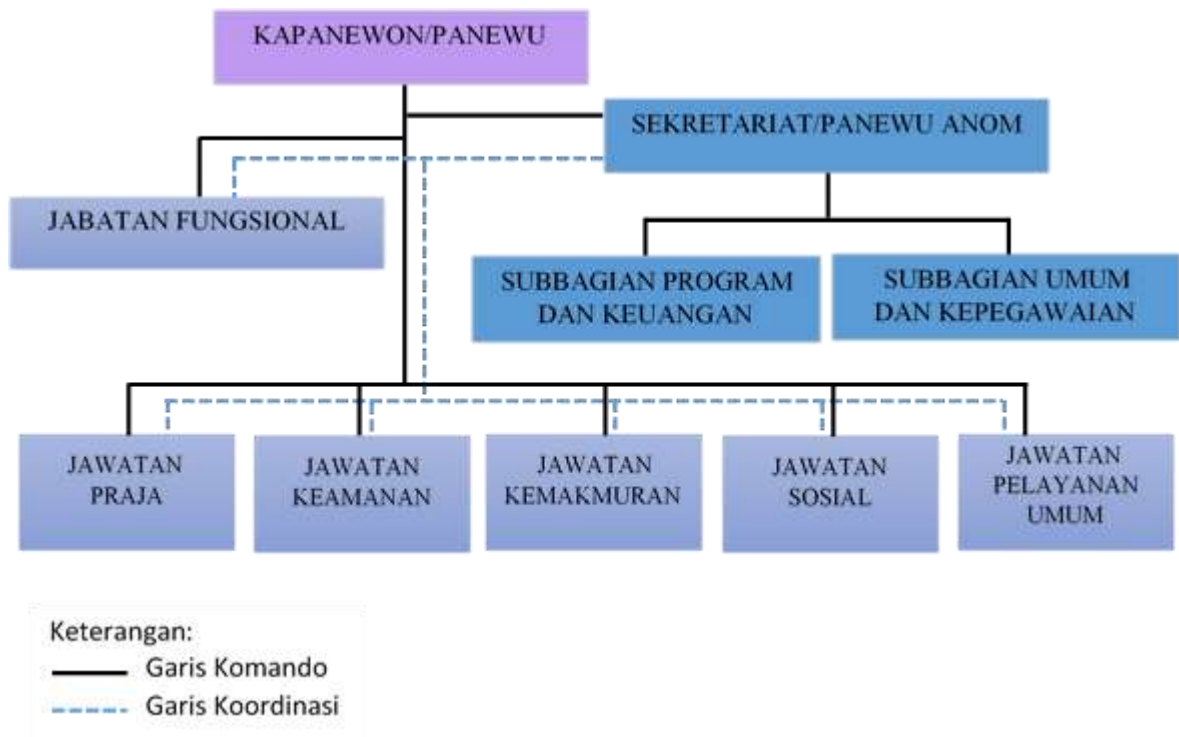 KAPANEWON/PANEWU
SEKRETARIAT/PANEWU ANOM
JABATAN FUNGSIONAL
SUBBAGIAN PROGRAM
DAN KEUANGAN
SUBBAGIAN UMUM
DAN KEPEGAWAIAN
JAWATAN
PRAJA
JAWATAN
KEAMANAN
JAWATAN
KEMAKMURAN
JAWATAN
SOSIAL
JAWATAN
PELAYANAN
UMUM
Keterangan:
Garis Komando
Garis Koordinasi